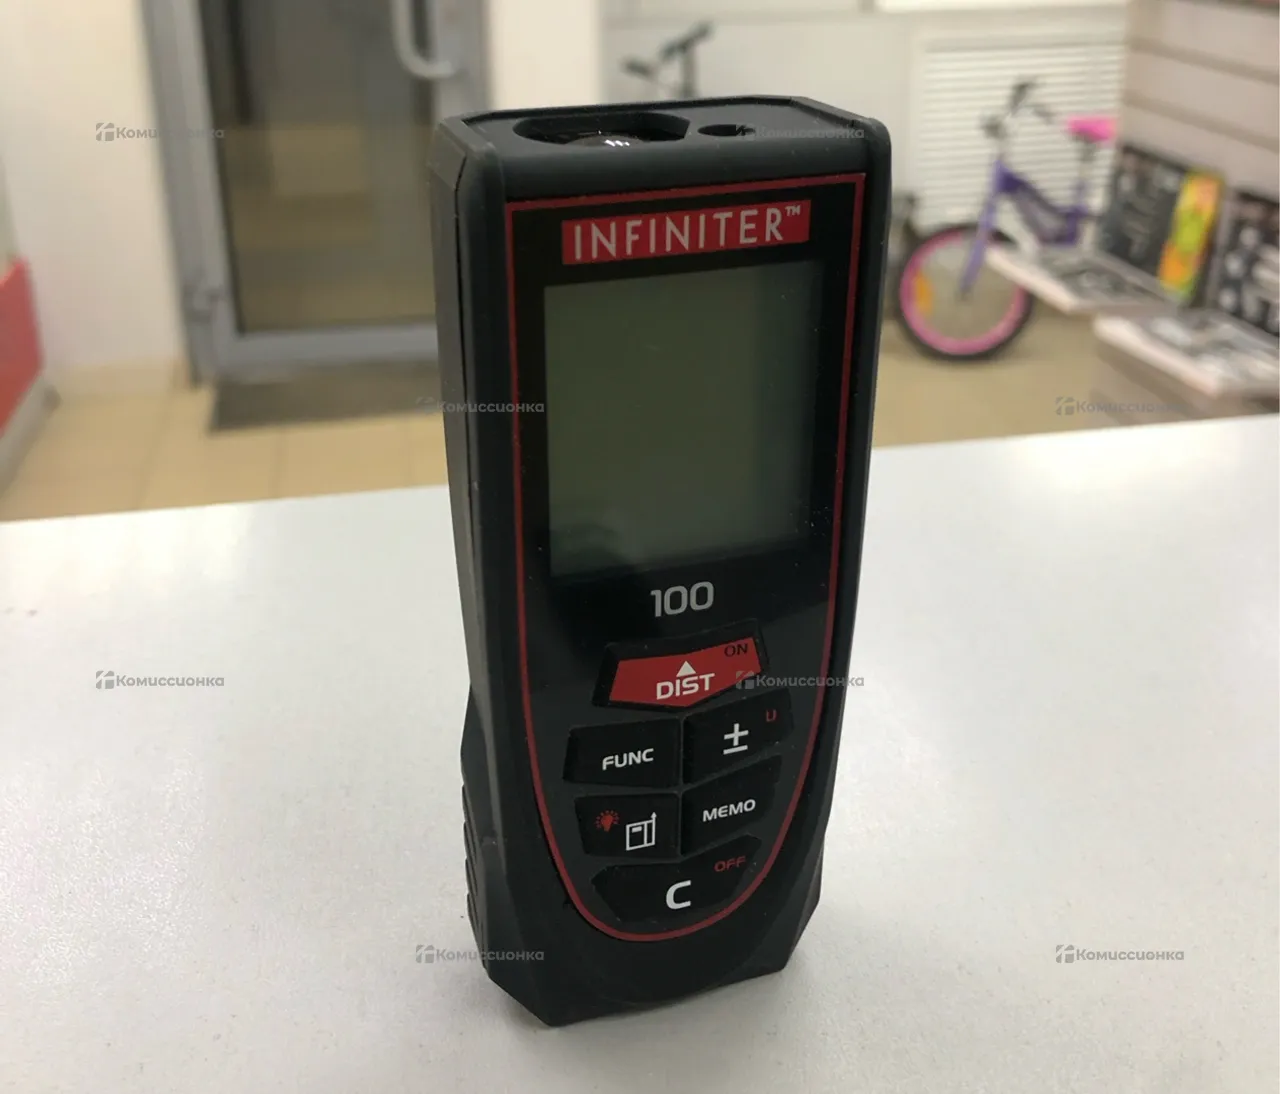 Комиссионка
Комиссионка
INFINITER™
Комиссионка
Комиссионка
100
ON
DIST
Комиссионка
Комиссионка
FUNC
± U
MEMO
OFF
C
Комиссионка
Комиссионка